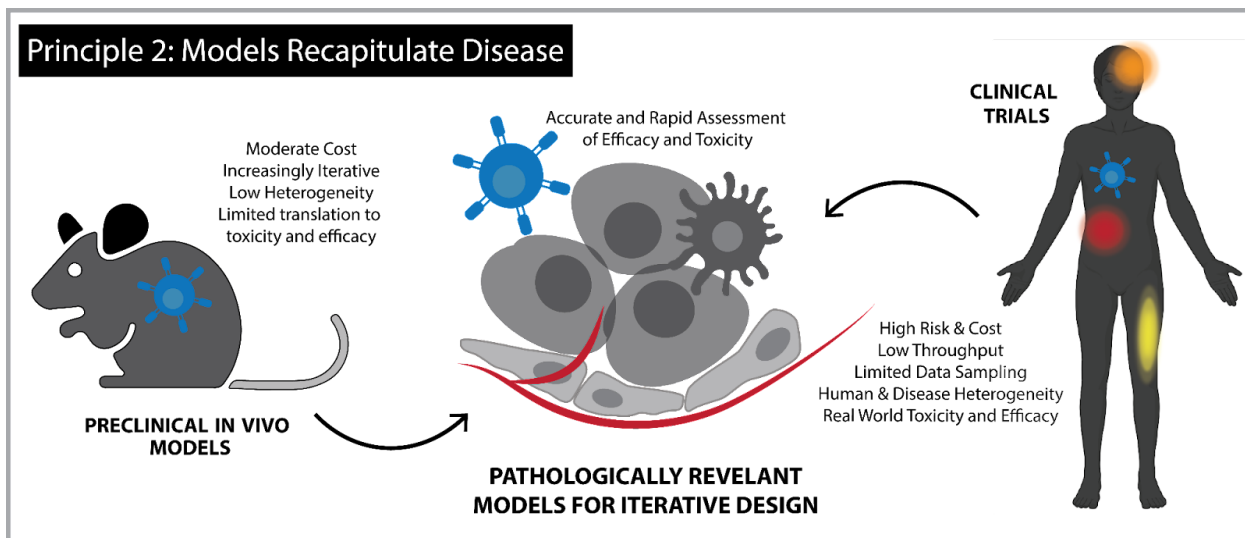 Principle 2: Models Recapitulate Disease
Moderate Cost
Increasingly Iterative
Low Heterogeneity
Limited translation to
toxicity and efficacy
PRECLINICAL IN VIVO
MODELS
Accurate and Rapid Assessment
of Efficacy and Toxicity
PATHOLOGICALLY REVELANT
MODELS FOR ITERATIVE DESIGN
CLINICAL
TRIALS
High Risk & Cost
Low Throughput
Limited Data Sampling
Human & Disease Heterogeneity
Real World Toxicity and Efficacy